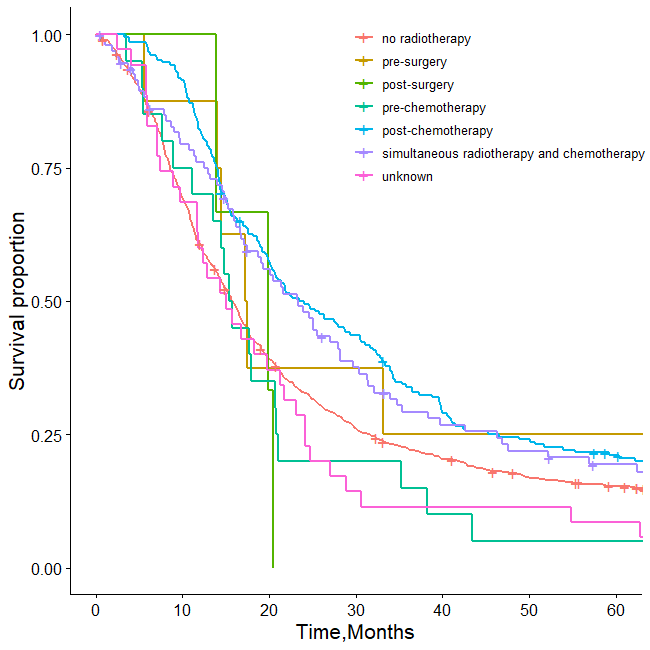 Survival proportion
1.00
0.75
0.50
0.25
0.00
no radiotherapy
pre-surgery
post-surgery
pre-chemotherapy
post-chemotherapy
simultaneous radiotherapy and chemotherapy
unknown
0 10 20 30 40 50 60
Time,Months